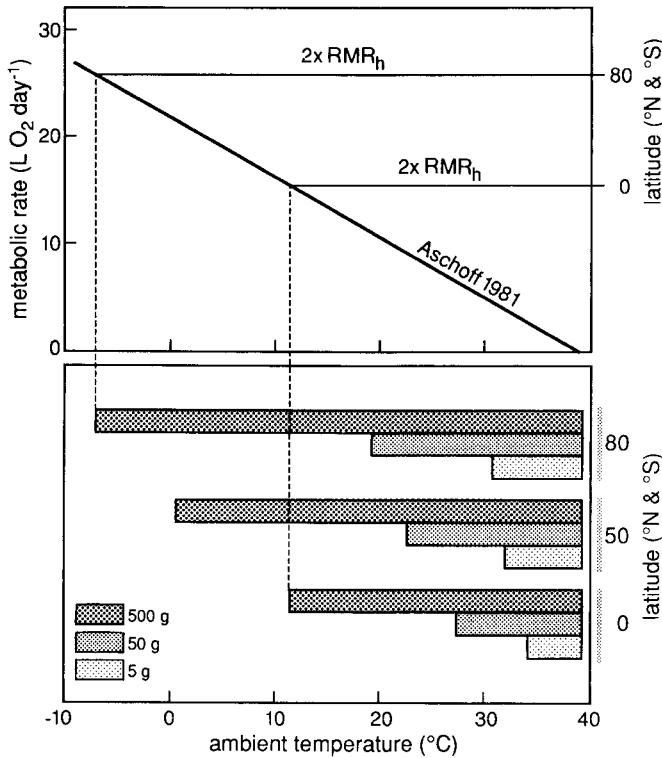 30
20
10
0
metabolic rate (L O₂ day⁻¹)
2x RMRₕ
2x RMRₕ
Aschoff 1981
80
0
latitude (°N & °S)
80
50
0
latitude (°N & °S)
500 g
50 g
5 g
-10 0 10 20 30 40
ambient temperature (°C)